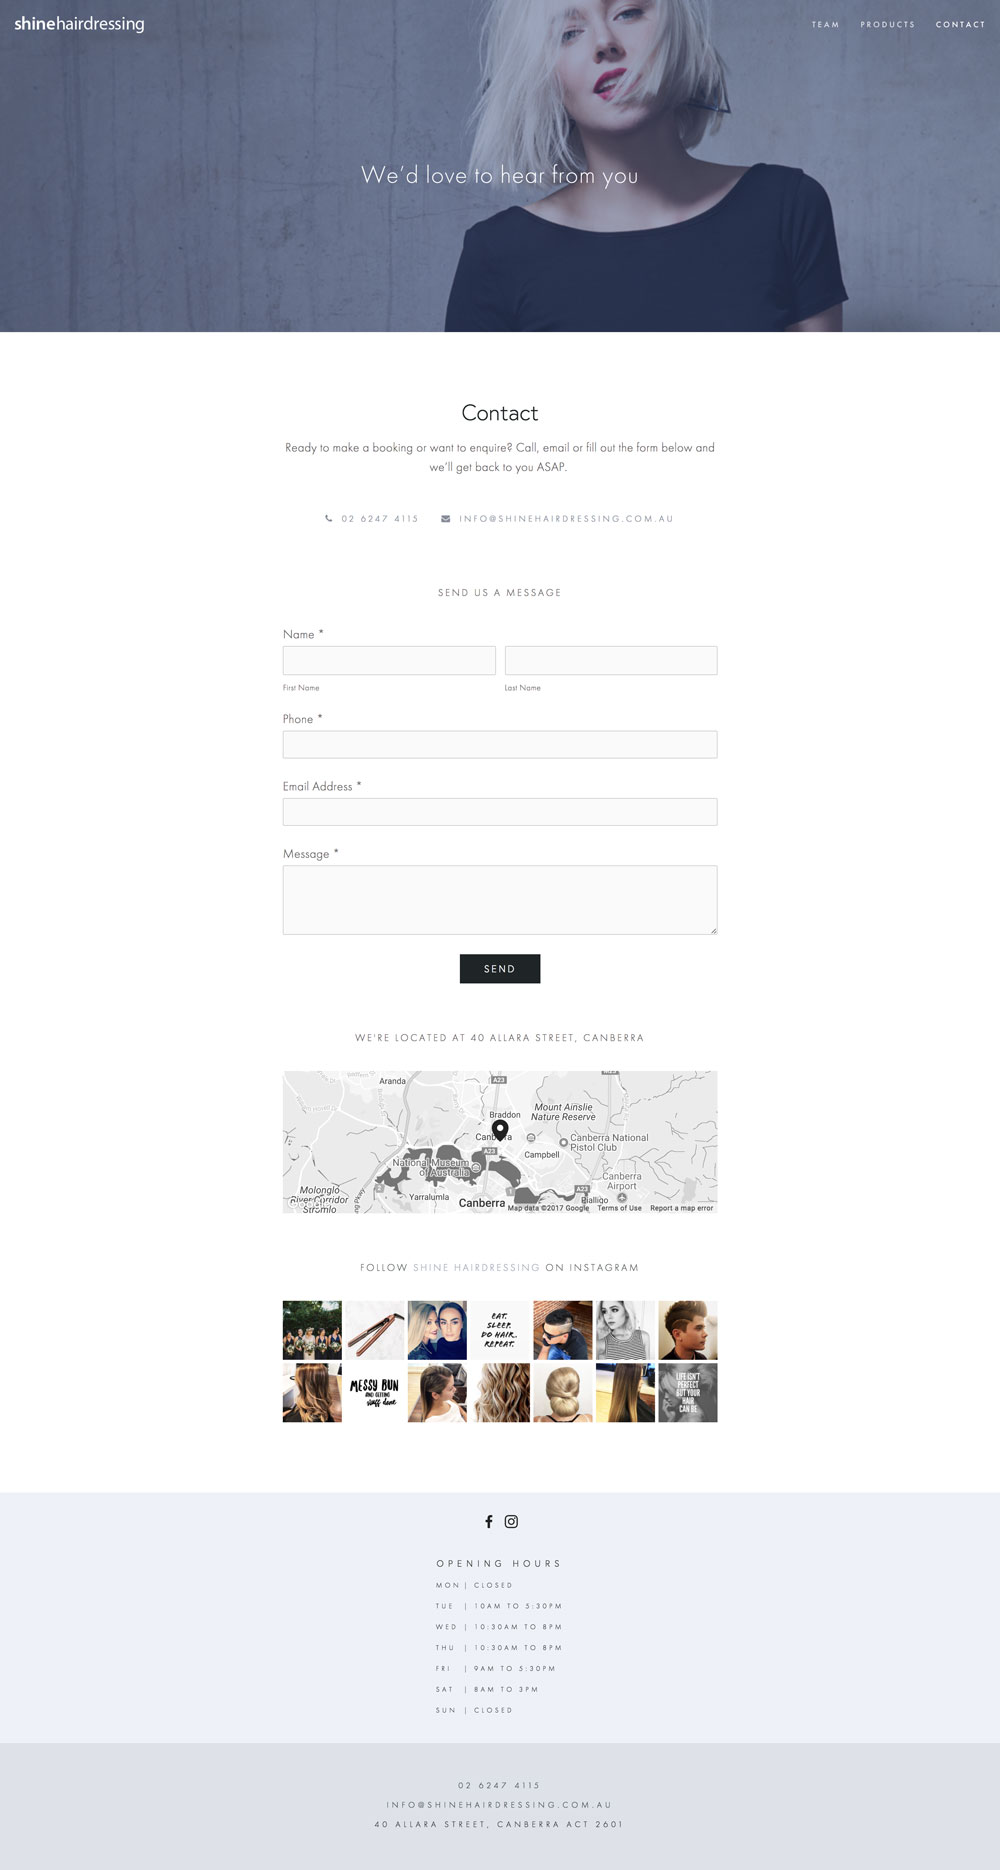 shinehairdressing
TEAM PRODUCTS CONTACT
We'd love to hear from you
Contact
Ready to make a booking or want to enquire? Call, email or fill out the form below and
we'll get back to you ASAP.
02 6247 4115 INFO@SHINEHAIRDRESSING.COM.AU
SEND US A MESSAGE
Name *
First Name Last Name
Phone *
Email Address *
Message *
SEND
WE'RE LOCATED AT 40 ALLARA STREET, CANBERRA
Aranda
A23
Braddon
Mount Ainslie
Nature Reserve
Canberra
Canberra National
Pistol Club
A23
Campbell
National Museum
of Australia
Canberra
Airport
Molonglo
River Corridor
Stromlo
Yarralumla
A23
Pialligo
Canberra
Map data ©2017 Google Terms of Use Report a map error
FOLLOW SHINE HAIRDRESSING ON INSTAGRAM
EAT.
SLEEP.
DO HAIR.
REPEAT.
MESSY BUN
AND GETTING
stuff done
LIFE ISN'T
PERFECT
BUT YOUR
HAIR
CAN BE
OPENING HOURS
MON | CLOSED
TUE | 10AM TO 5:30PM
WED | 10:30AM TO 8PM
THU | 10:30AM TO 8PM
FRI | 9AM TO 5:30PM
SAT | 8AM TO 3PM
SUN | CLOSED
02 6247 4115
INFO@SHINEHAIRDRESSING.COM.AU
40 ALLARA STREET, CANBERRA ACT 2601